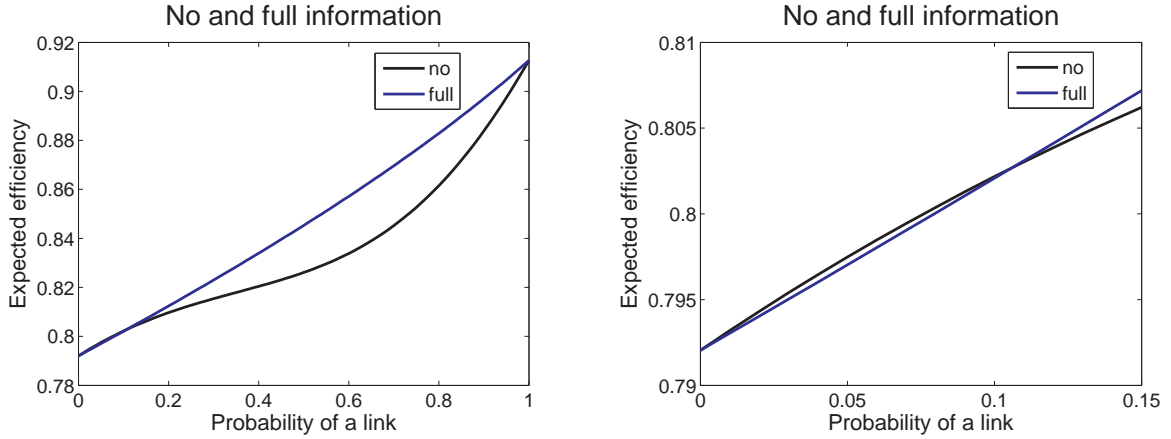 No and full information
0.92
0.9
0.88
0.86
0.84
0.82
0.8
0.78
Expected efficiency
no
full
0 0.2 0.4 0.6 0.8 1
Probability of a link
No and full information
0.81
0.805
0.8
0.795
0.79
Expected efficiency
no
full
0 0.05 0.1 0.15
Probability of a link